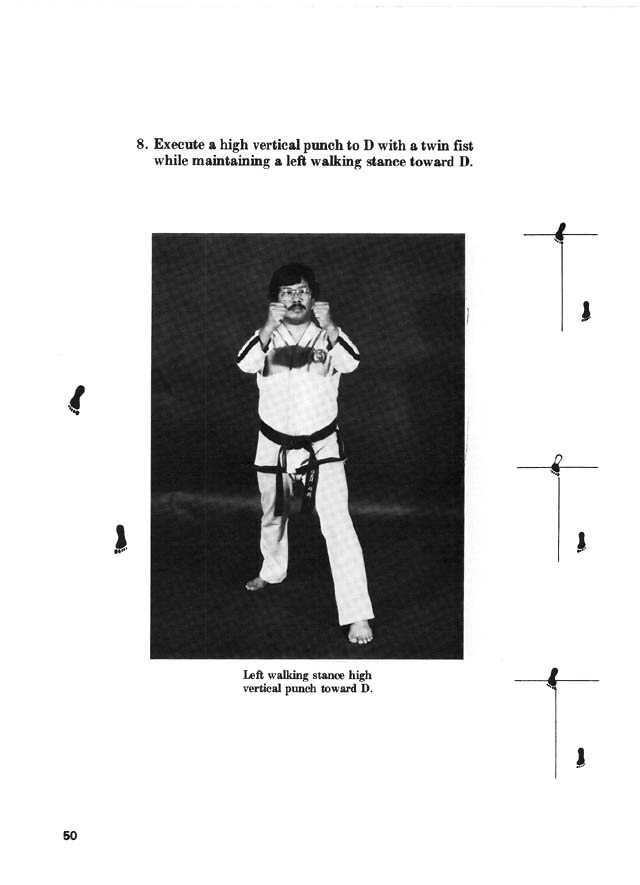 8. Execute a high vertical punch to D with a twin fist
while maintaining a left walking stance toward D.
Left walking stance high
vertical punch toward D.
50